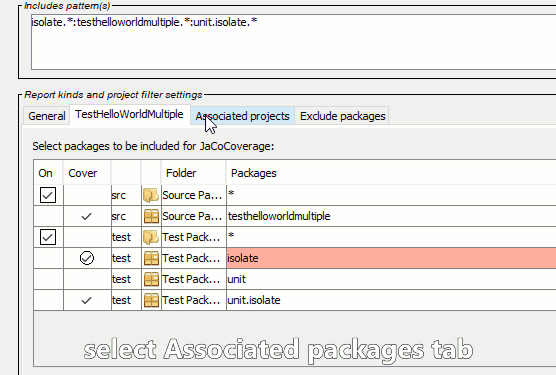 Includes pattern(s)
isolate.*:testhelloworldmultiple.*:unit.isolate.*
Report kinds and project filter settings
General TestHelloWorldMultiple Associated projects Exclude packages
Select packages to be included for JaCoCoverage:
On Cover Folder Packages
src Source Pa... *
src Source Pa... testhelloworldmultiple
test Test Pack... *
test Test Pack... isolate
test Test Pack... unit
test Test Pack... unit.isolate
select Associated packages tab